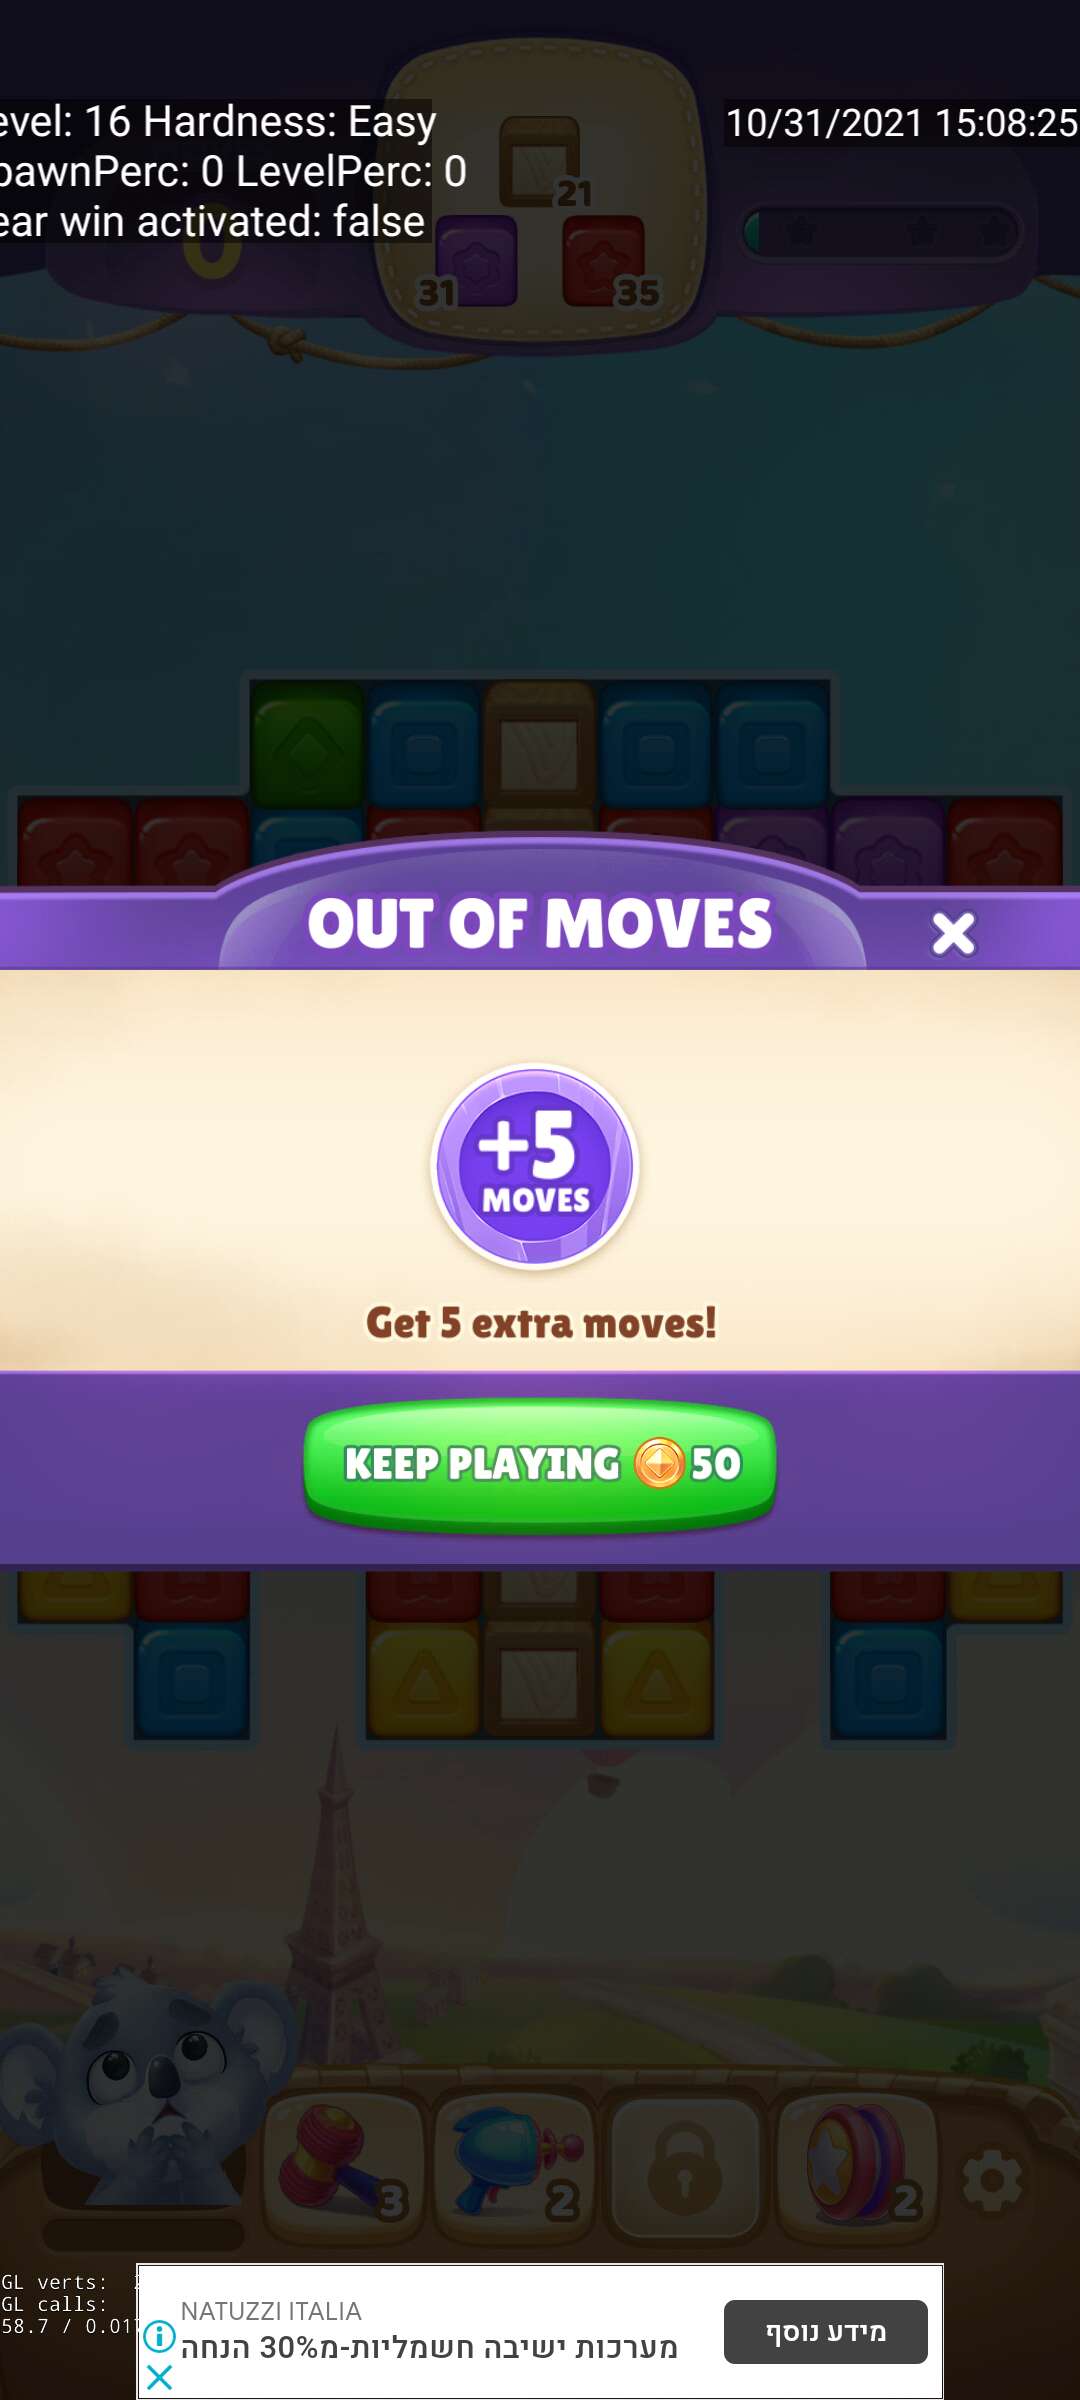 evel: 16 Hardness: Easy
pawnPerc: 0 LevelPerc: 0
ear win activated: false
10/31/2021 15:08:25
21
0
31
35
OUT OF MOVES
+5
MOVES
Get 5 extra moves!
KEEP PLAYING 50
3
2
2
GL verts:
GL calls:
58.7 / 0.01
NATUZZI ITALIA
מערכות ישיבה חשמליות-מ30% הנחה
מידע נוסף